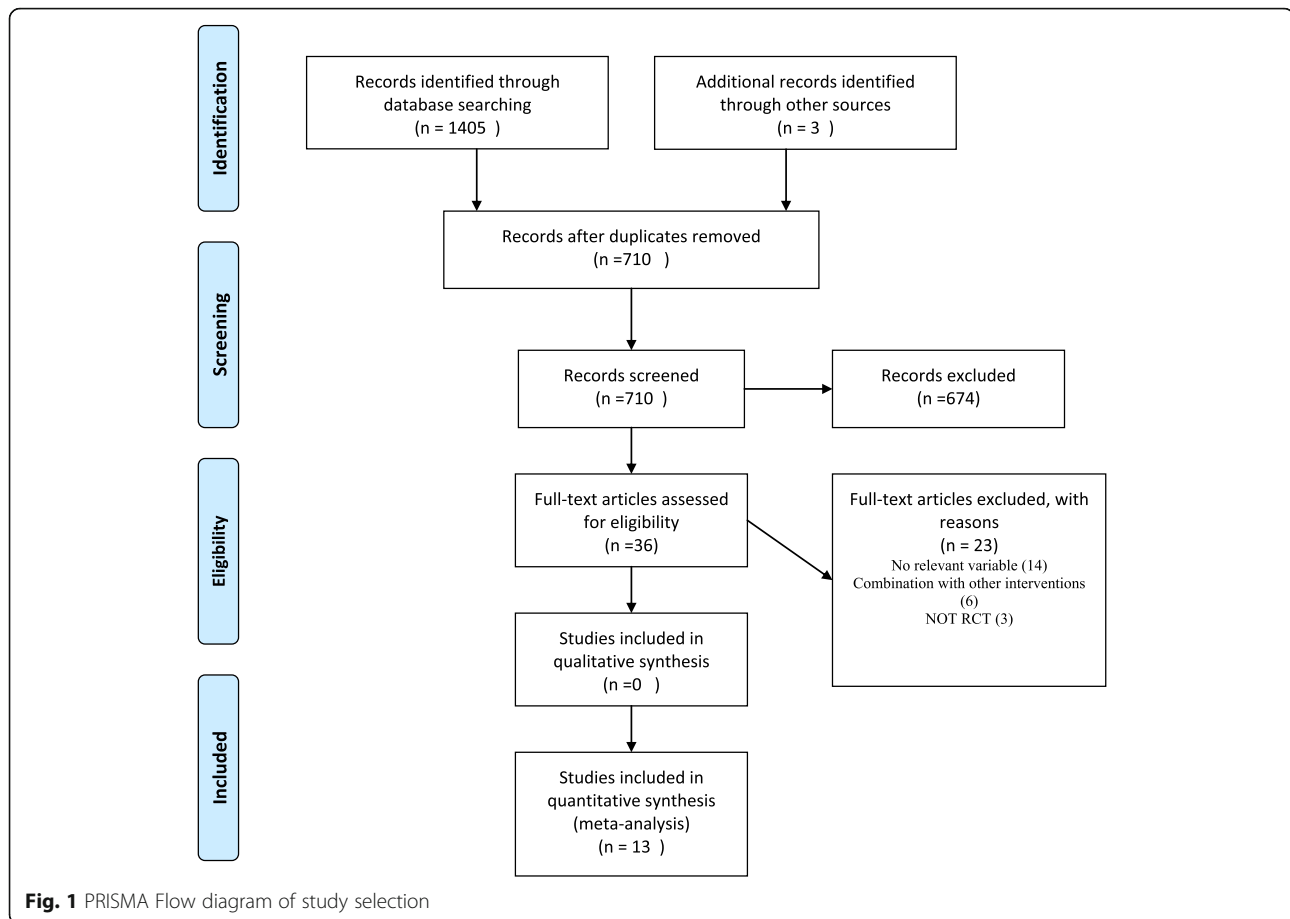 Identification
Records identified through
database searching
(n = 1405 )
Additional records identified
through other sources
(n = 3 )
Records after duplicates removed
(n =710 )
Screening
Records screened
(n =710 )
Records excluded
(n =674)
Eligibility
Full-text articles assessed
for eligibility
(n =36)
Full-text articles excluded, with
reasons
(n = 23)
No relevant variable (14)
Combination with other interventions
(6)
NOT RCT (3)
Studies included in
qualitative synthesis
(n =0 )
Included
Studies included in
quantitative synthesis
(meta-analysis)
(n = 13 )
Fig. 1 PRISMA Flow diagram of study selection